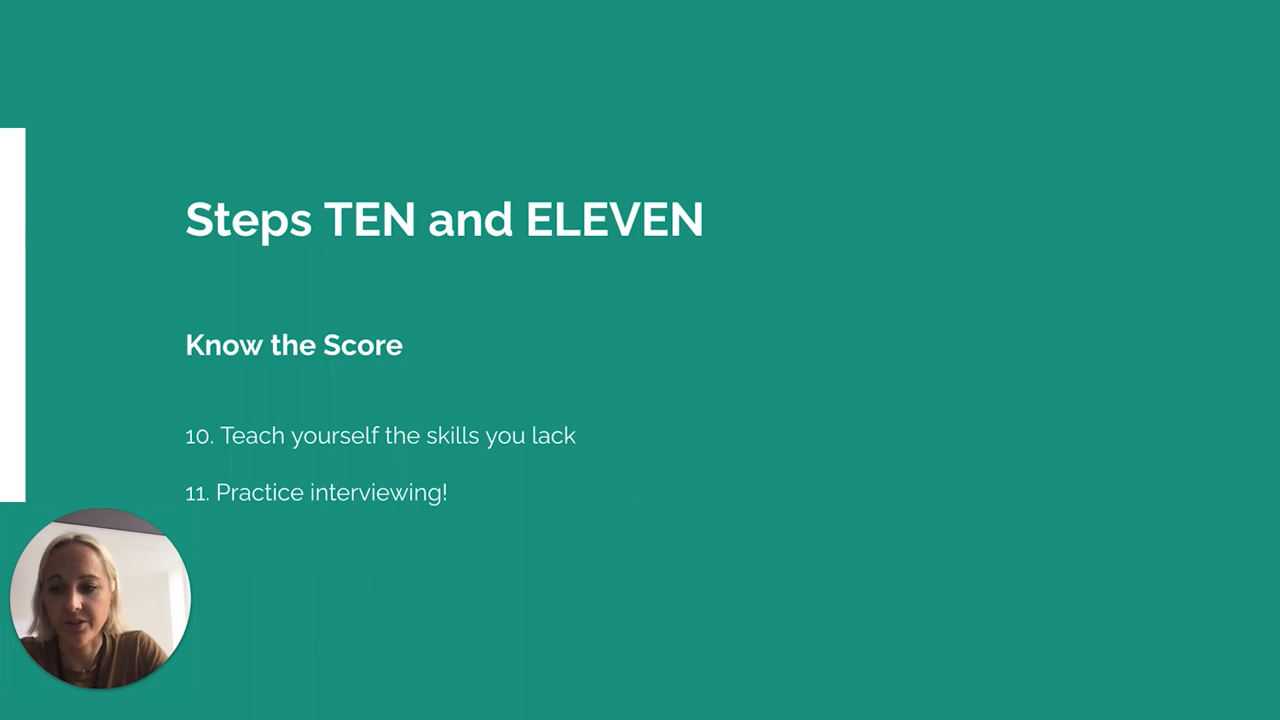 Steps TEN and ELEVEN
Know the Score
10. Teach yourself the skills you lack
11. Practice interviewing!